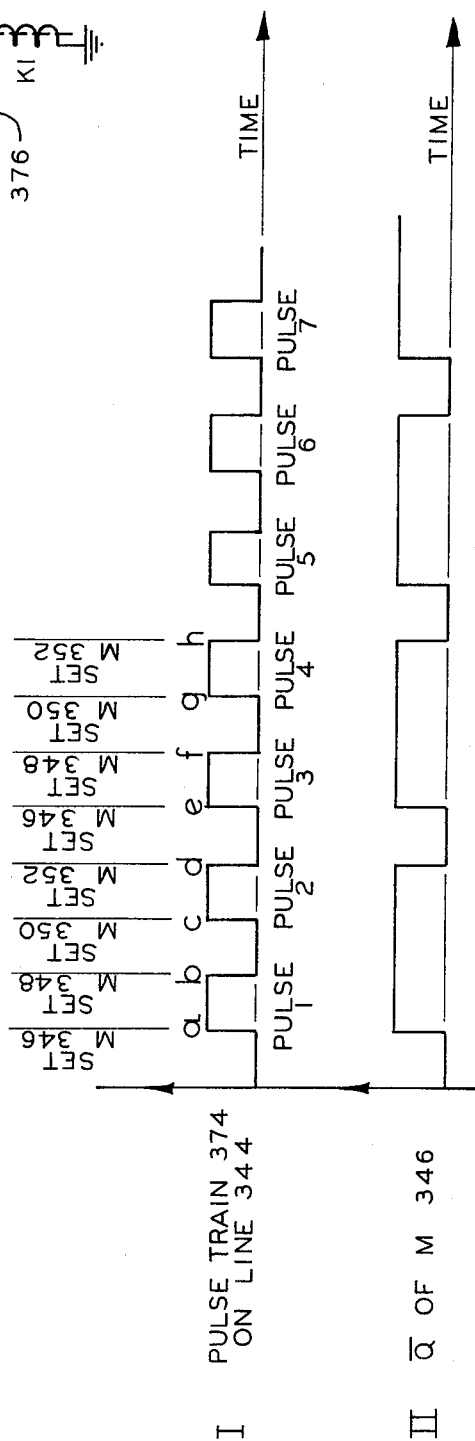 376
K1
SET
M 346
SET
M 348
SET
M 350
SET
M 352
SET
M 346
SET
M 348
SET
M 350
SET
M 352
a b c d e f g h
I PULSE TRAIN 374
ON LINE 344
PULSE
1
PULSE
2
PULSE
3
PULSE
4
PULSE
5
PULSE
6
PULSE
7
TIME
II Q̅ OF M 346
TIME